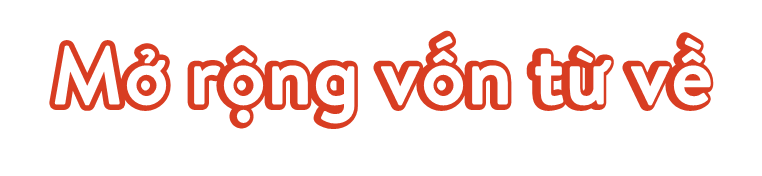 Mở rộng vốn từ về